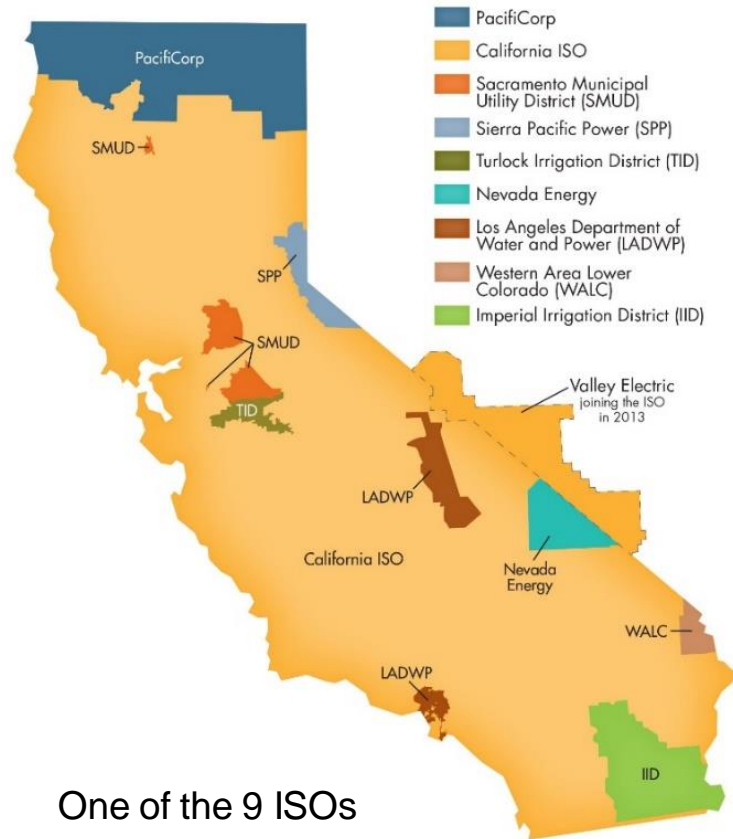 PacifiCorp
California ISO
Sacramento Municipal
Utility District (SMUD)
Sierra Pacific Power (SPP)
Turlock Irrigation District (TID)
Nevada Energy
Los Angeles Department of
Water and Power (LADWP)
Western Area Lower
Colorado (WALC)
Imperial Irrigation District (IID)
PacifiCorp
SMUD
SPP
SMUD
TID
Valley Electric
joining the ISO
in 2013
LADWP
California ISO
Nevada
Energy
WALC
LADWP
IID
One of the 9 ISOs